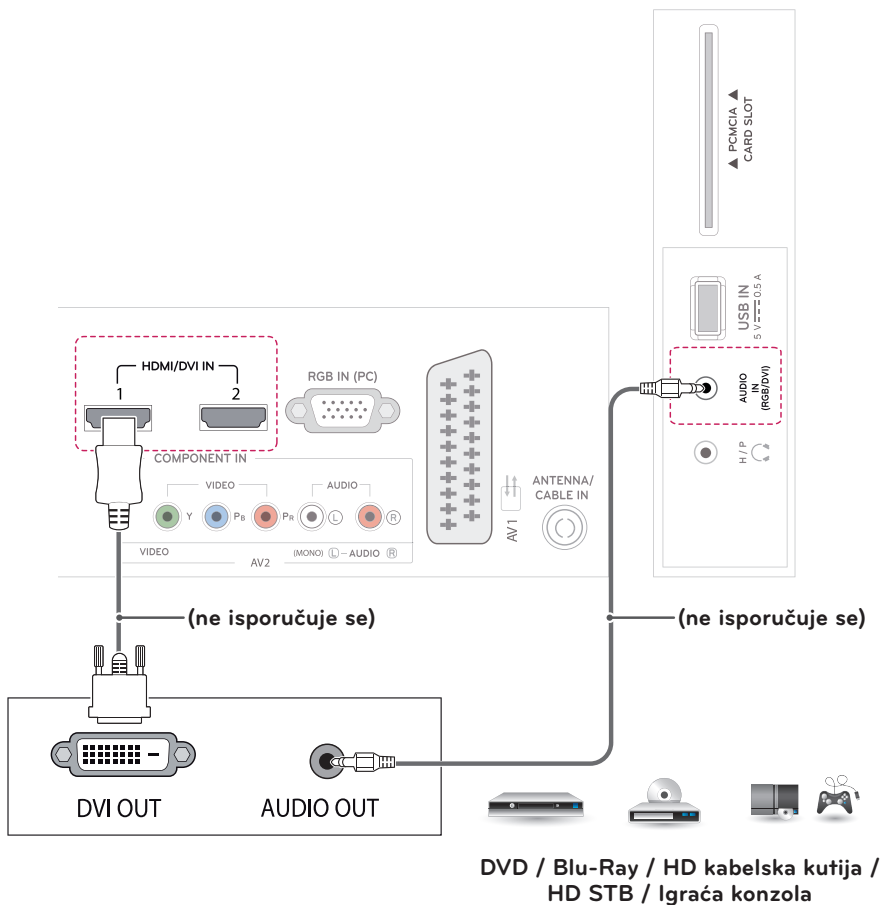 ▲ PCMCIA ▲
CARD SLOT
USB IN
5 V 0.5 A
AUDIO
IN
(RGB/DVI)
H / P
HDMI/DVI IN
1 2
RGB IN (PC)
COMPONENT IN
VIDEO AUDIO
Y PB PR L R
VIDEO (MONO) L – AUDIO R
AV2
AV1
ANTENNA/
CABLE IN
(ne isporučuje se)
(ne isporučuje se)
DVI OUT
AUDIO OUT
DVD / Blu-Ray / HD kabelska kutija /
HD STB / Igraća konzola